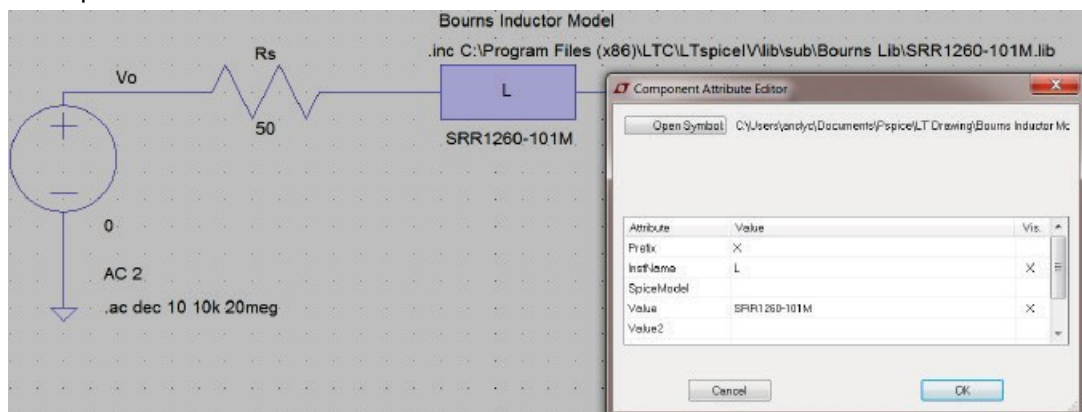 Bourns Inductor Model
.inc C:\Program Files (x86)\LTC\LTspiceIV\lib\sub\Bourns Lib\SRR1260-101M.lib
Vo
Rs
50
L
SRR1260-101M
0
AC 2
.ac dec 10 10k 20meg
Component Attribute Editor
Open Symbol: C:\Users\andyc\Documents\Pspice\LT Drawing\Bourns Inductor Mc
Attribute Value Vis.
Prefix X
InstName L X
SpiceModel
Value SRR1260-101M X
Value2
Cancel OK